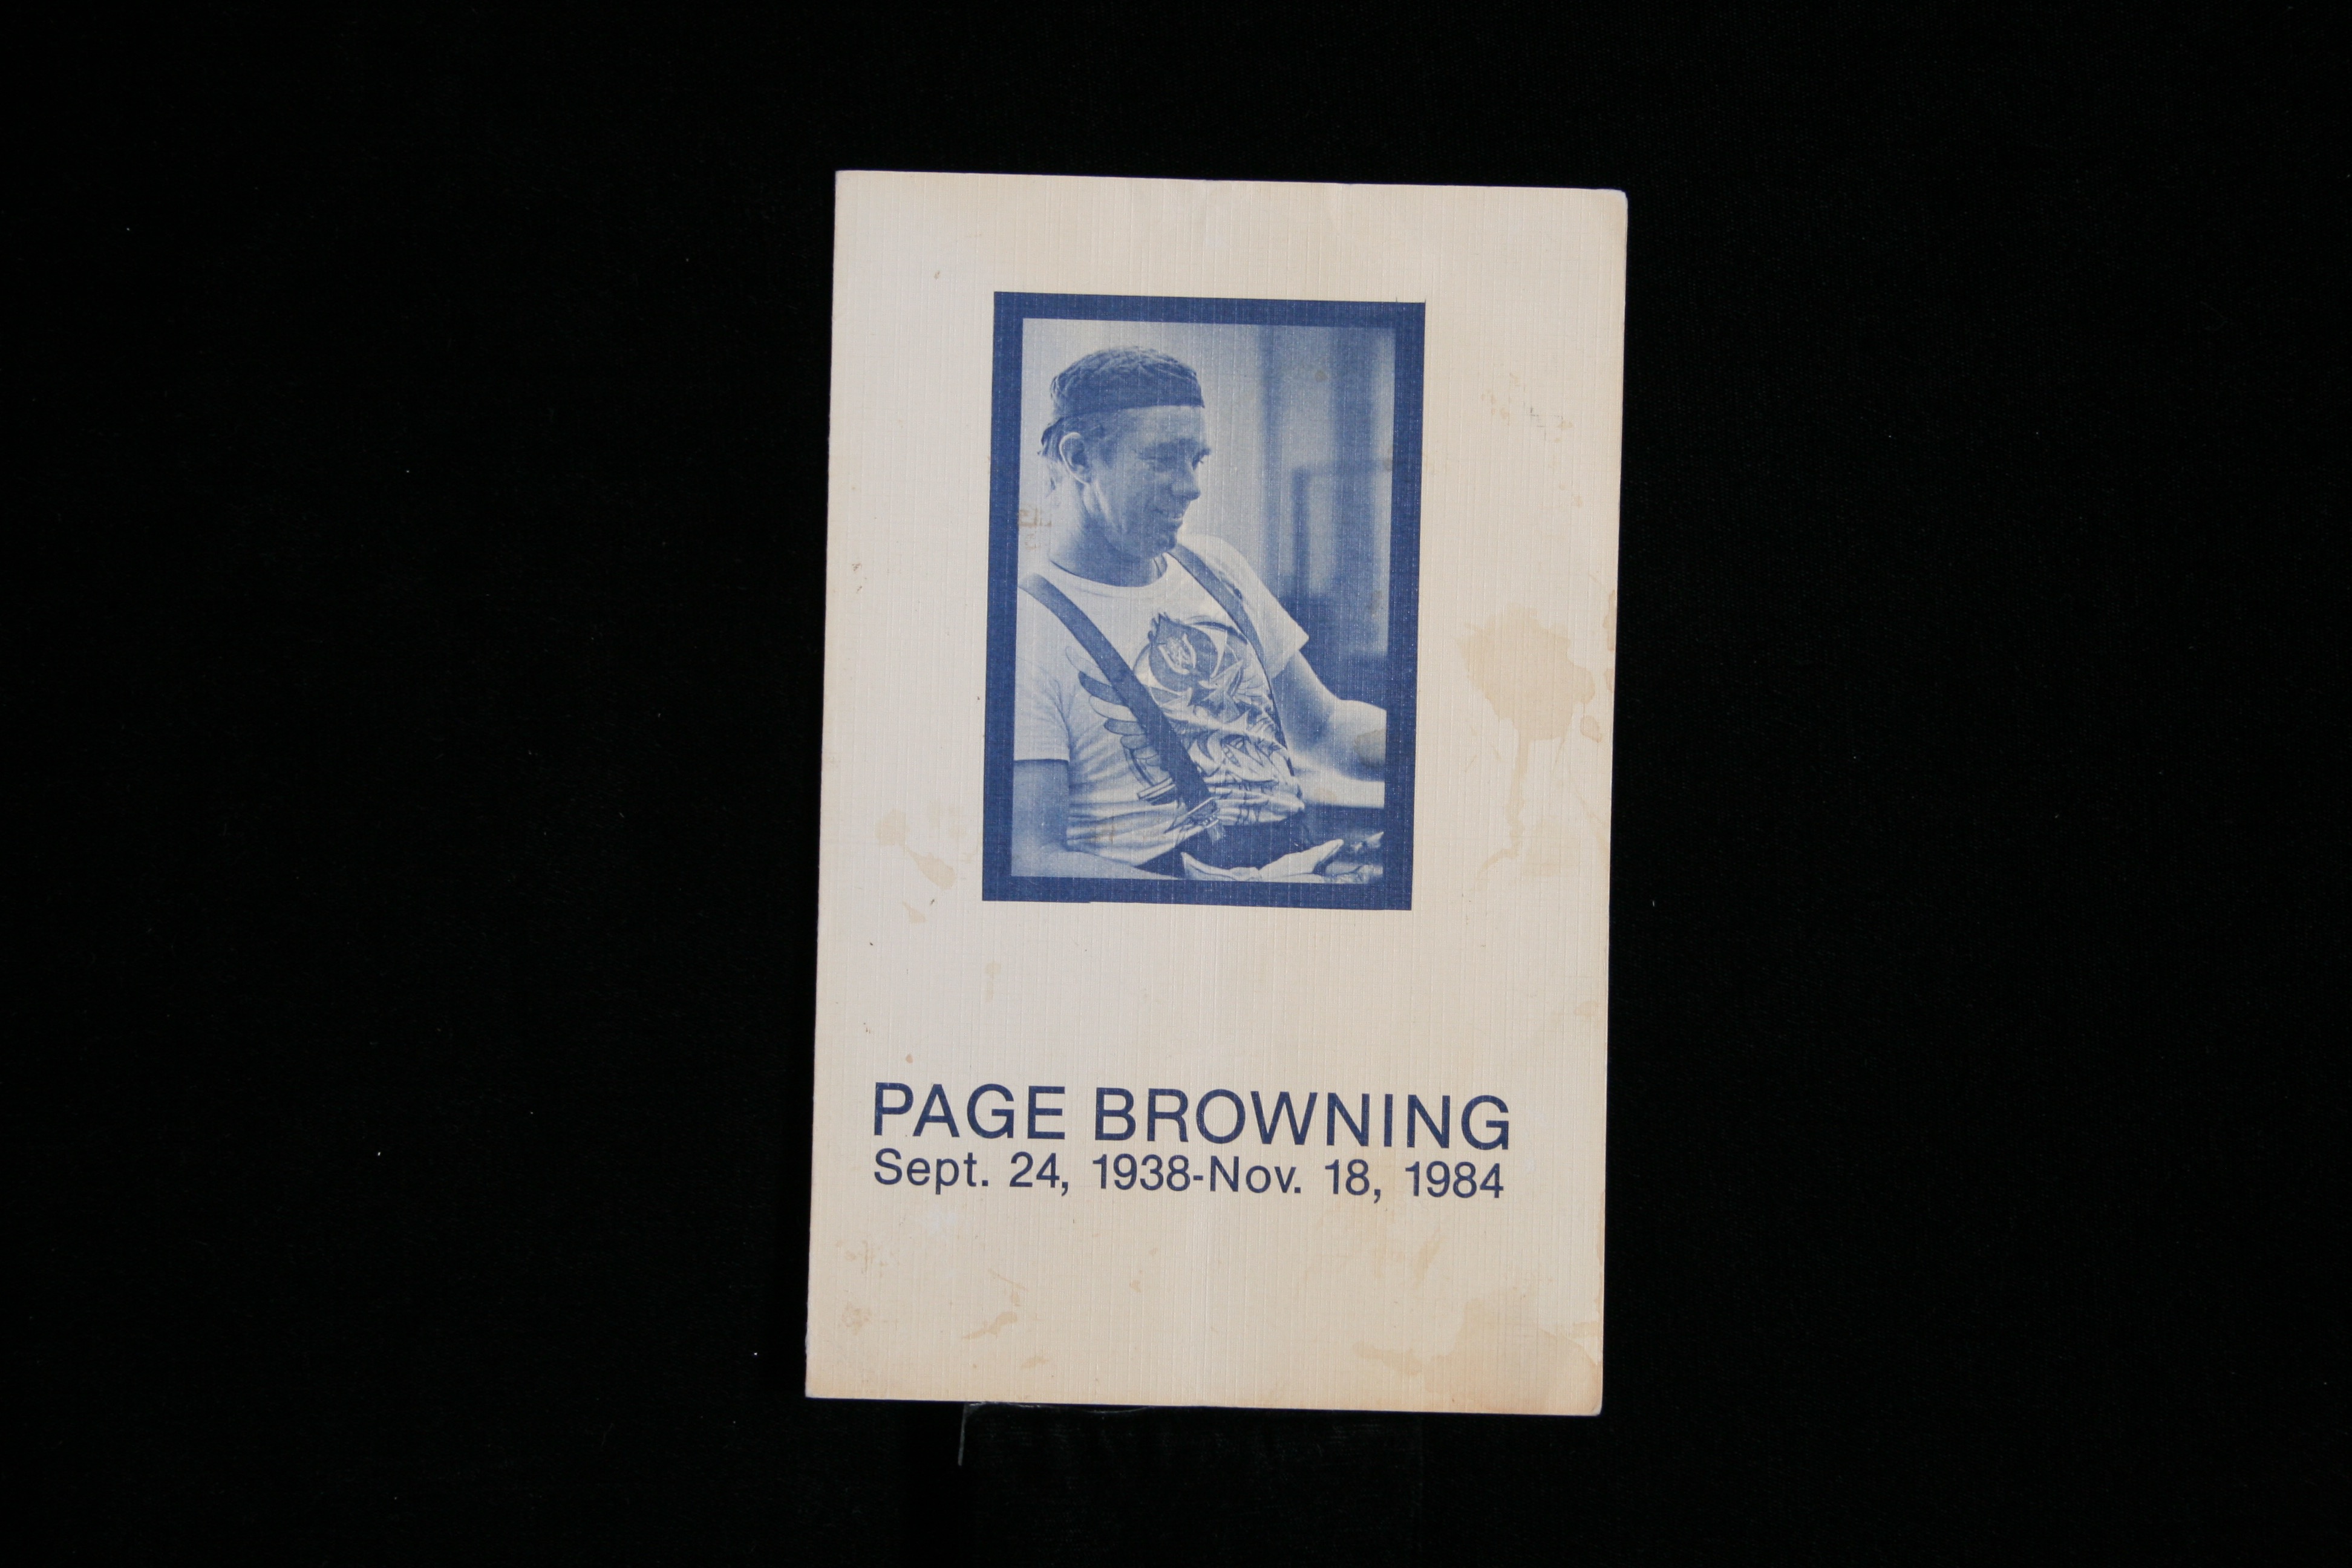 PAGE BROWNING
Sept. 24, 1938-Nov. 18, 1984